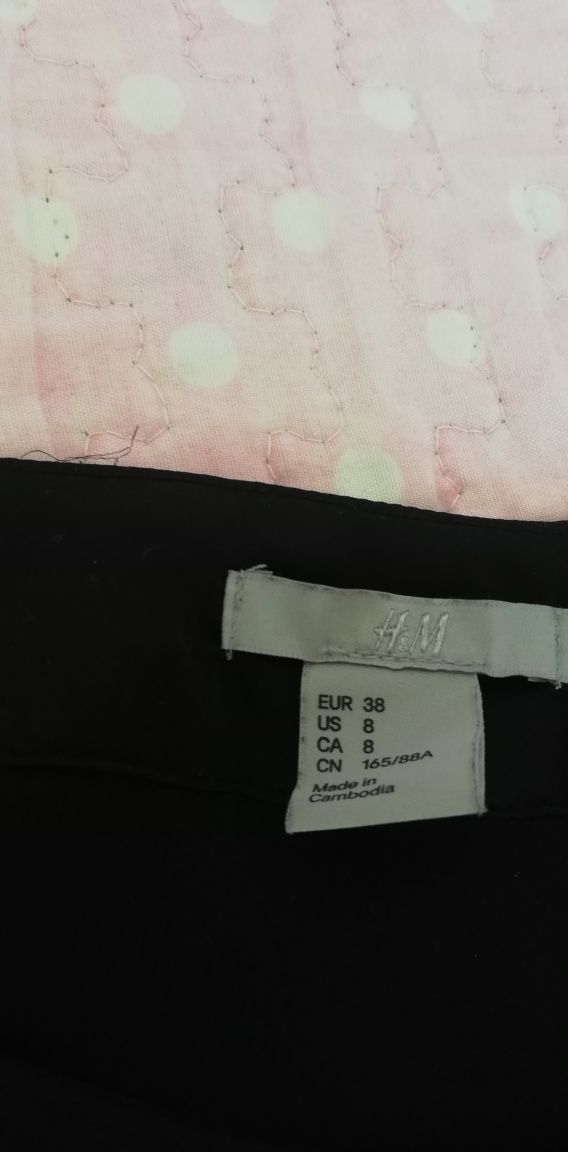 H&M
EUR 38
US 8
CA 8
CN 165/88A
Made in
Cambodia